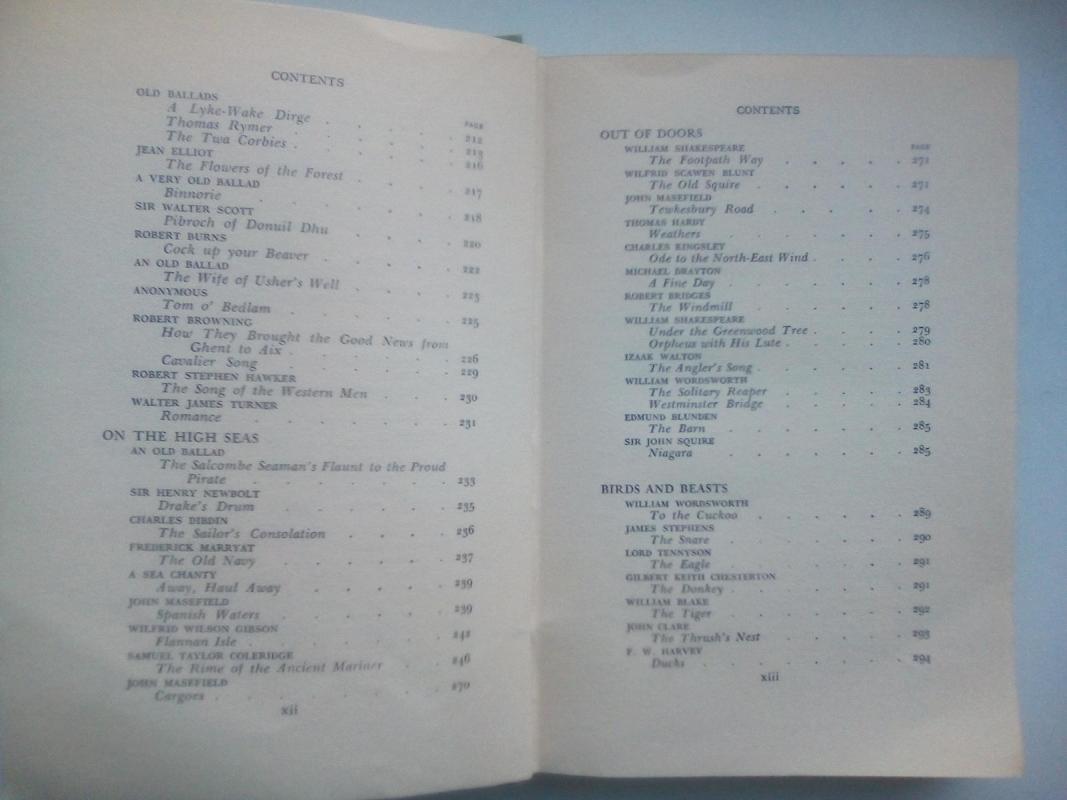 CONTENTS
OLD BALLADS
PAGE
A Lyke-Wake Dirge . . . . . 212
Thomas Rymer . . . . . 213
The Twa Corbies . . . . . 216
JEAN ELLIOT
The Flowers of the Forest . . . 217
A VERY OLD BALLAD
Binnorie . . . . . . 218
SIR WALTER SCOTT
Pibroch of Donuil Dhu . . . . 220
ROBERT BURNS
Cock up your Beaver . . . . 222
AN OLD BALLAD
The Wife of Usher's Well . . . 223
ANONYMOUS
Tom o' Bedlam . . . . . 225
ROBERT BROWNING
How They Brought the Good News from
Ghent to Aix . . . . . 226
Cavalier Song . . . . . 229
ROBERT STEPHEN HAWKER
The Song of the Western Men . . 230
WALTER JAMES TURNER
Romance . . . . . . 231
ON THE HIGH SEAS
AN OLD BALLAD
The Salcombe Seaman's Flaunt to the Proud
Pirate . . . . . . 233
SIR HENRY NEWBOLT
Drake's Drum . . . . . 235
CHARLES DIBDIN
The Sailor's Consolation . . . . 236
FREDERICK MARRYAT
The Old Navy . . . . . 237
A SEA CHANTY
Away, Haul Away . . . . . 239
JOHN MASEFIELD
Spanish Waters . . . . . 239
WILFRID WILSON GIBSON
Flannan Isle . . . . . 242
SAMUEL TAYLOR COLERIDGE
The Rime of the Ancient Mariner . . 246
JOHN MASEFIELD
Cargoes . . . . . . 270
xii
CONTENTS
OUT OF DOORS
PAGE
WILLIAM SHAKESPEARE
The Footpath Way . . . . . 271
WILFRID SCAWEN BLUNT
The Old Squire . . . . . 271
JOHN MASEFIELD
Tewkesbury Road . . . . . 274
THOMAS HARDY
Weathers . . . . . . 275
CHARLES KINGSLEY
Ode to the North-East Wind . . . . 276
MICHAEL DRAYTON
A Fine Day . . . . . . 278
ROBERT BRIDGES
The Windmill . . . . . 278
WILLIAM SHAKESPEARE
Under the Greenwood Tree . . . . 279
Orpheus with His Lute . . . . . 280
IZAAK WALTON
The Angler's Song . . . . . 281
WILLIAM WORDSWORTH
The Solitary Reaper . . . . . 283
Westminster Bridge . . . . . 284
EDMUND BLUNDEN
The Barn . . . . . . 285
SIR JOHN SQUIRE
Niagara . . . . . . 285
BIRDS AND BEASTS
WILLIAM WORDSWORTH
To the Cuckoo . . . . . 289
JAMES STEPHENS
The Snare . . . . . . 290
LORD TENNYSON
The Eagle . . . . . . 291
GILBERT KEITH CHESTERTON
The Donkey . . . . . . 291
WILLIAM BLAKE
The Tiger . . . . . . 292
JOHN CLARE
The Thrush's Nest . . . . . 293
F. W. HARVEY
Ducks . . . . . . . 294
xiii